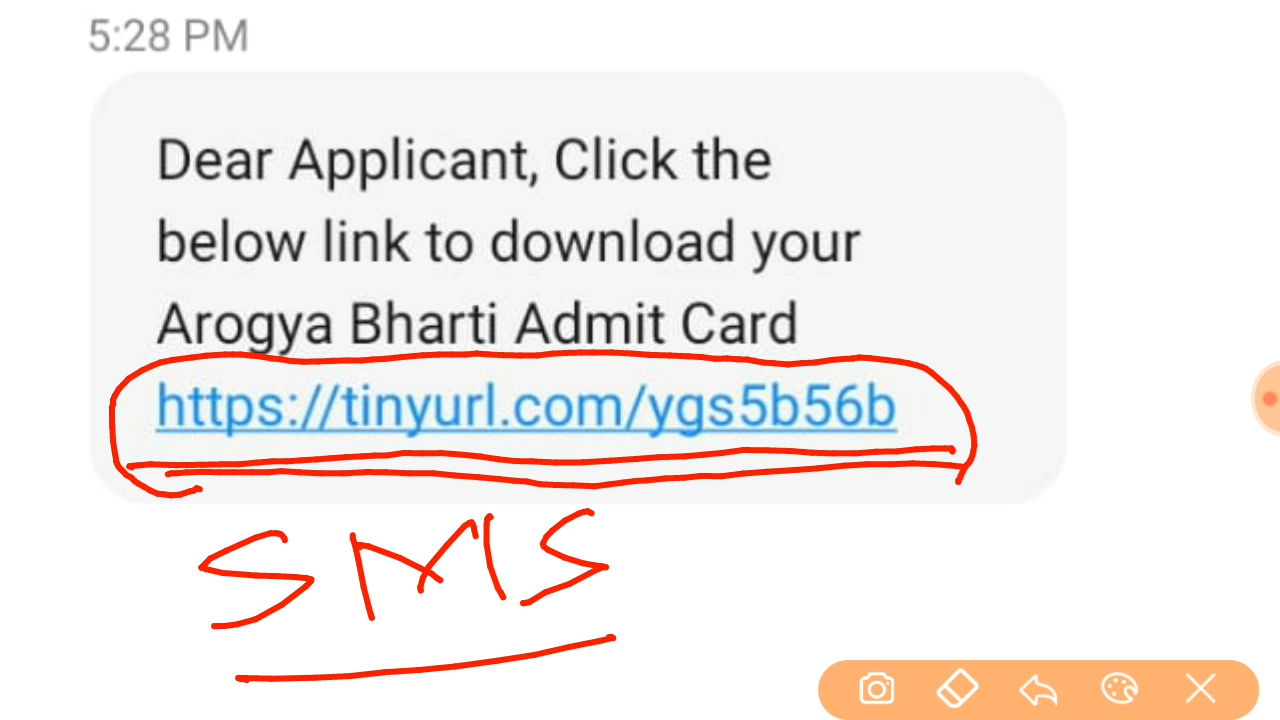 5:28 PM
Dear Applicant, Click the
below link to download your
Arogya Bharti Admit Card
https://tinyurl.com/ygs5b56b
SMS